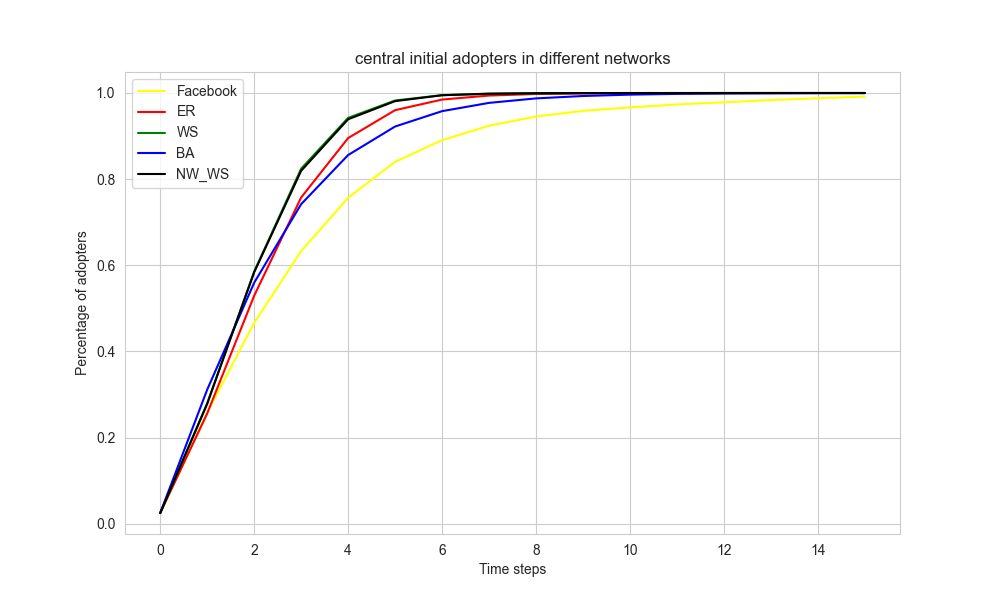 central initial adopters in different networks
Facebook
ER
WS
BA
NW_WS
Percentage of adopters
1.0
0.8
0.6
0.4
0.2
0.0
0 2 4 6 8 10 12 14
Time steps